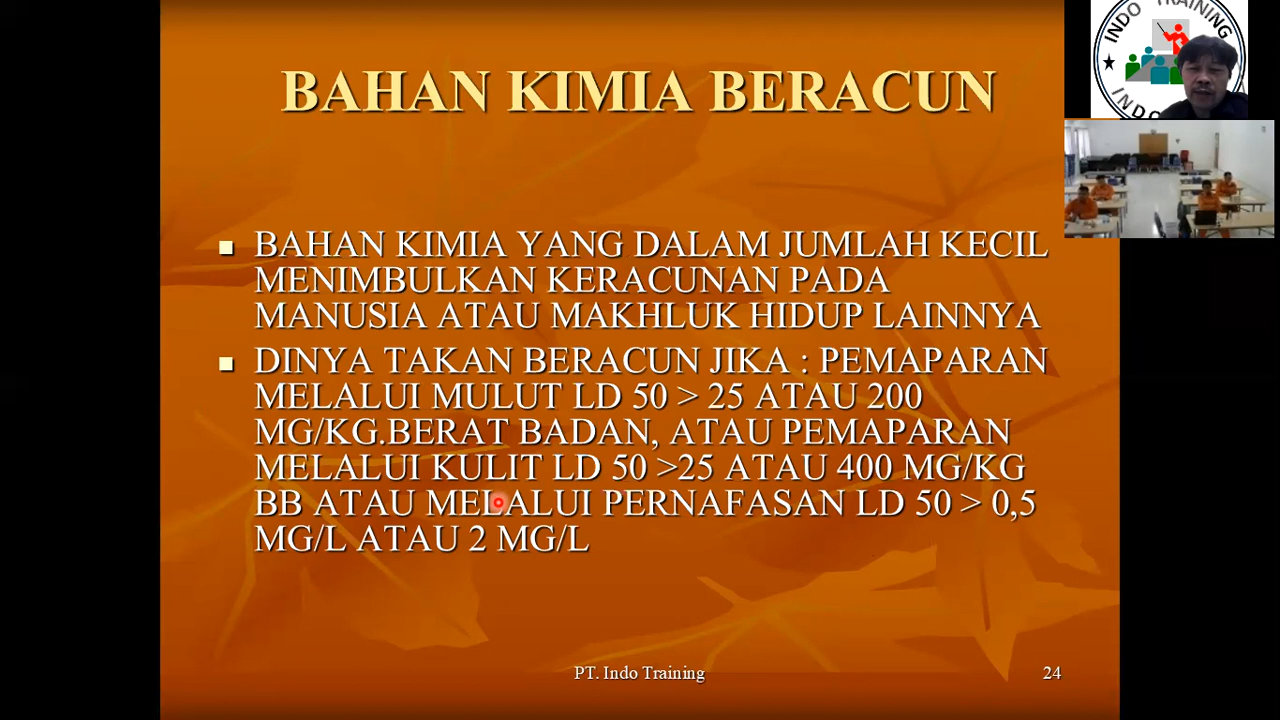 BAHAN KIMIA BERACUN
BAHAN KIMIA YANG DALAM JUMLAH KECIL
MENIMBULKAN KERACUNAN PADA
MANUSIA ATAU MAKHLUK HIDUP LAINNYA
DINYA TAKAN BERACUN JIKA : PEMAPARAN
MELALUI MULUT LD 50 > 25 ATAU 200
MG/KG.BERAT BADAN, ATAU PEMAPARAN
MELALUI KULIT LD 50 >25 ATAU 400 MG/KG
BB ATAU MELALUI PERNAFASAN LD 50 > 0,5
MG/L ATAU 2 MG/L
PT. Indo Training
24
INDO TRAINING
INDO